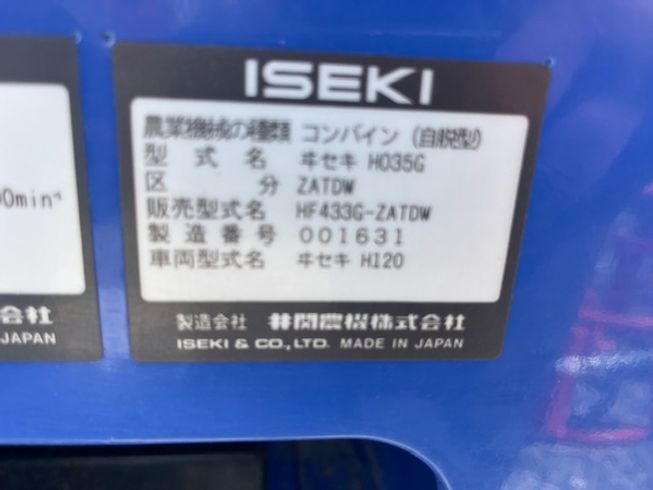 ISEKI
農業機械の種類 コンバイン (自脱型)
型式名 ヰセキ HO35G
区分 ZATDW
販売型式名 HF433G-ZATDW
製造番号 001631
車両型式名 ヰセキ H120
製造会社 井関農機株式会社
ISEKI & CO., LTD. MADE IN JAPAN
0min⁻¹
会社
JAPAN